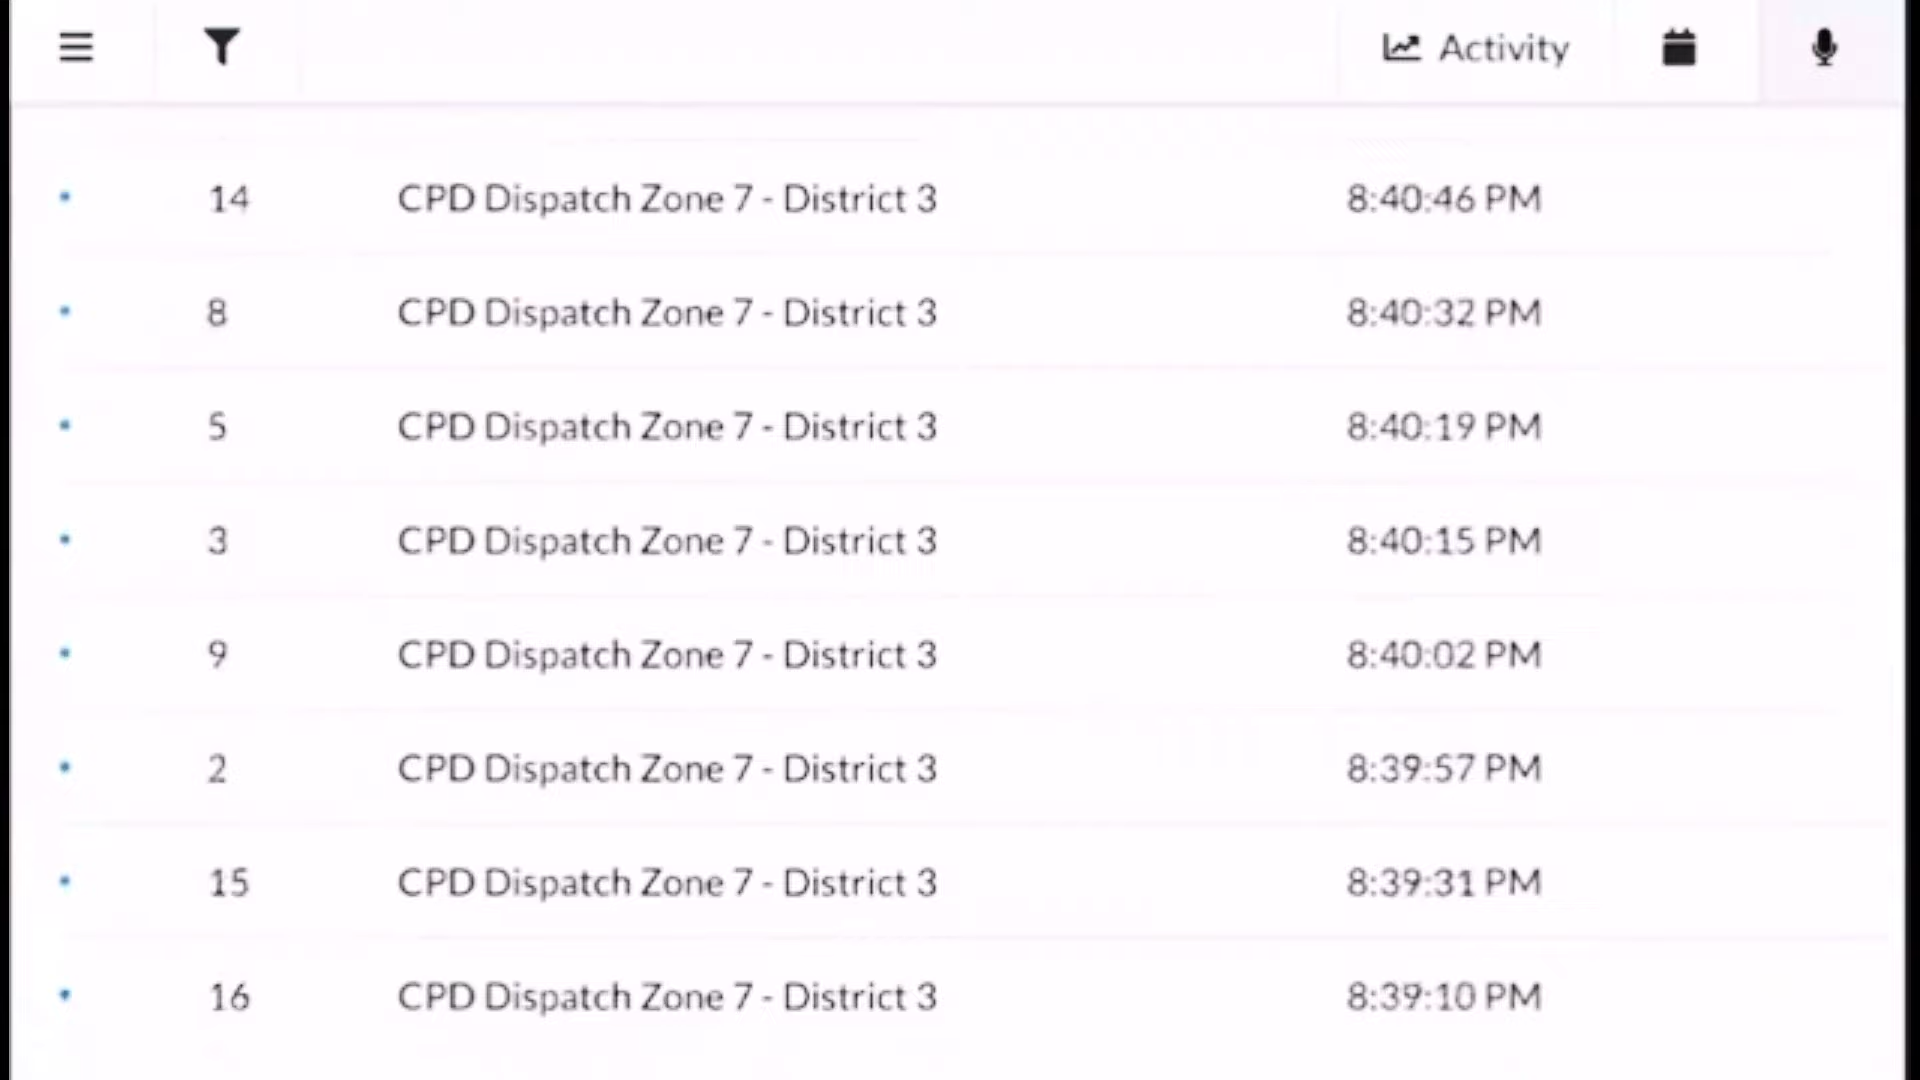 Activity
14 CPD Dispatch Zone 7 - District 3 8:40:46 PM
8 CPD Dispatch Zone 7 - District 3 8:40:32 PM
5 CPD Dispatch Zone 7 - District 3 8:40:19 PM
3 CPD Dispatch Zone 7 - District 3 8:40:15 PM
9 CPD Dispatch Zone 7 - District 3 8:40:02 PM
2 CPD Dispatch Zone 7 - District 3 8:39:57 PM
15 CPD Dispatch Zone 7 - District 3 8:39:31 PM
16 CPD Dispatch Zone 7 - District 3 8:39:10 PM